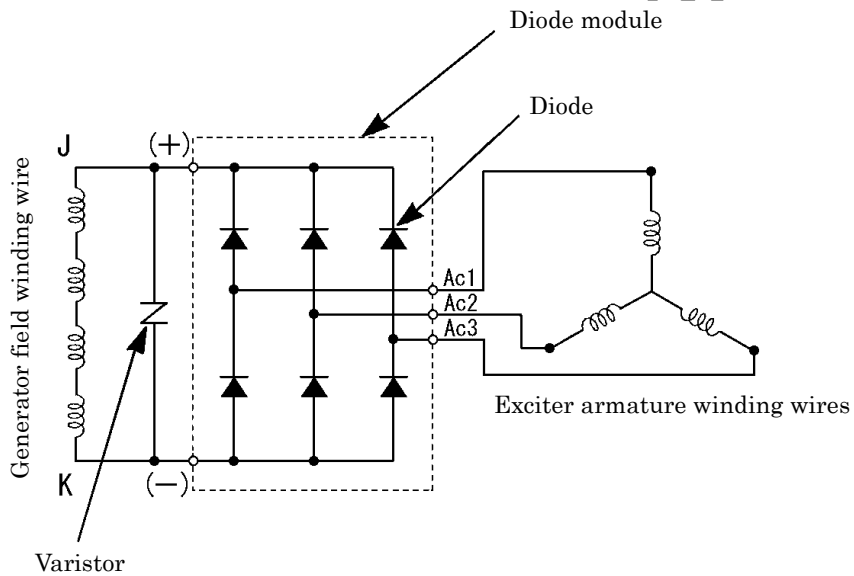 Diode module
Diode
J
(+)
Generator field winding wire
Ac1
Ac2
Ac3
Exciter armature winding wires
K
(−)
Varistor